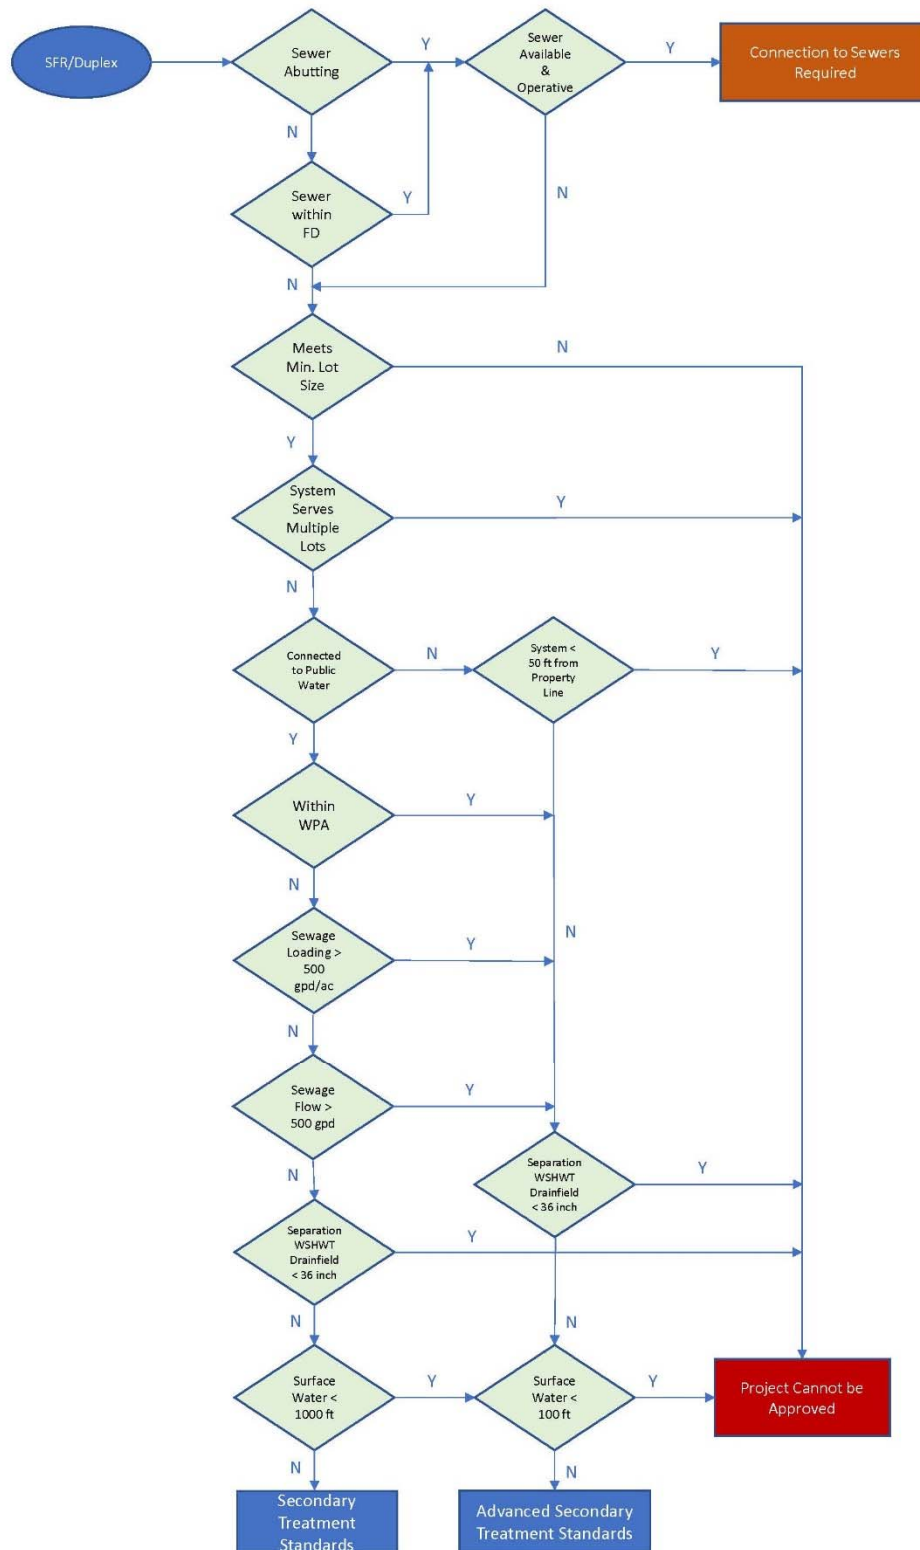 SFR/Duplex
Sewer
Abutting
Y
Sewer
Available
&
Operative
Y
Connection to Sewers
Required
N
Sewer
within
FD
Y
N
N
Meets
Min. Lot
Size
N
Y
System
Serves
Multiple
Lots
Y
N
Connected
to Public
Water
N
System <
50 ft from
Property
Line
Y
Y
Within
WPA
Y
N
Sewage
Loading >
500
gpd/ac
Y
N
N
Sewage
Flow >
500 gpd
Y
N
Separation
WSHWT
Drainfield
< 36 inch
Y
Separation
WSHWT
Drainfield
< 36 inch
Y
N
N
Surface
Water <
1000 ft
Y
Surface
Water <
100 ft
Y
Project Cannot be
Approved
N
N
Secondary
Treatment
Standards
Advanced Secondary
Treatment Standards